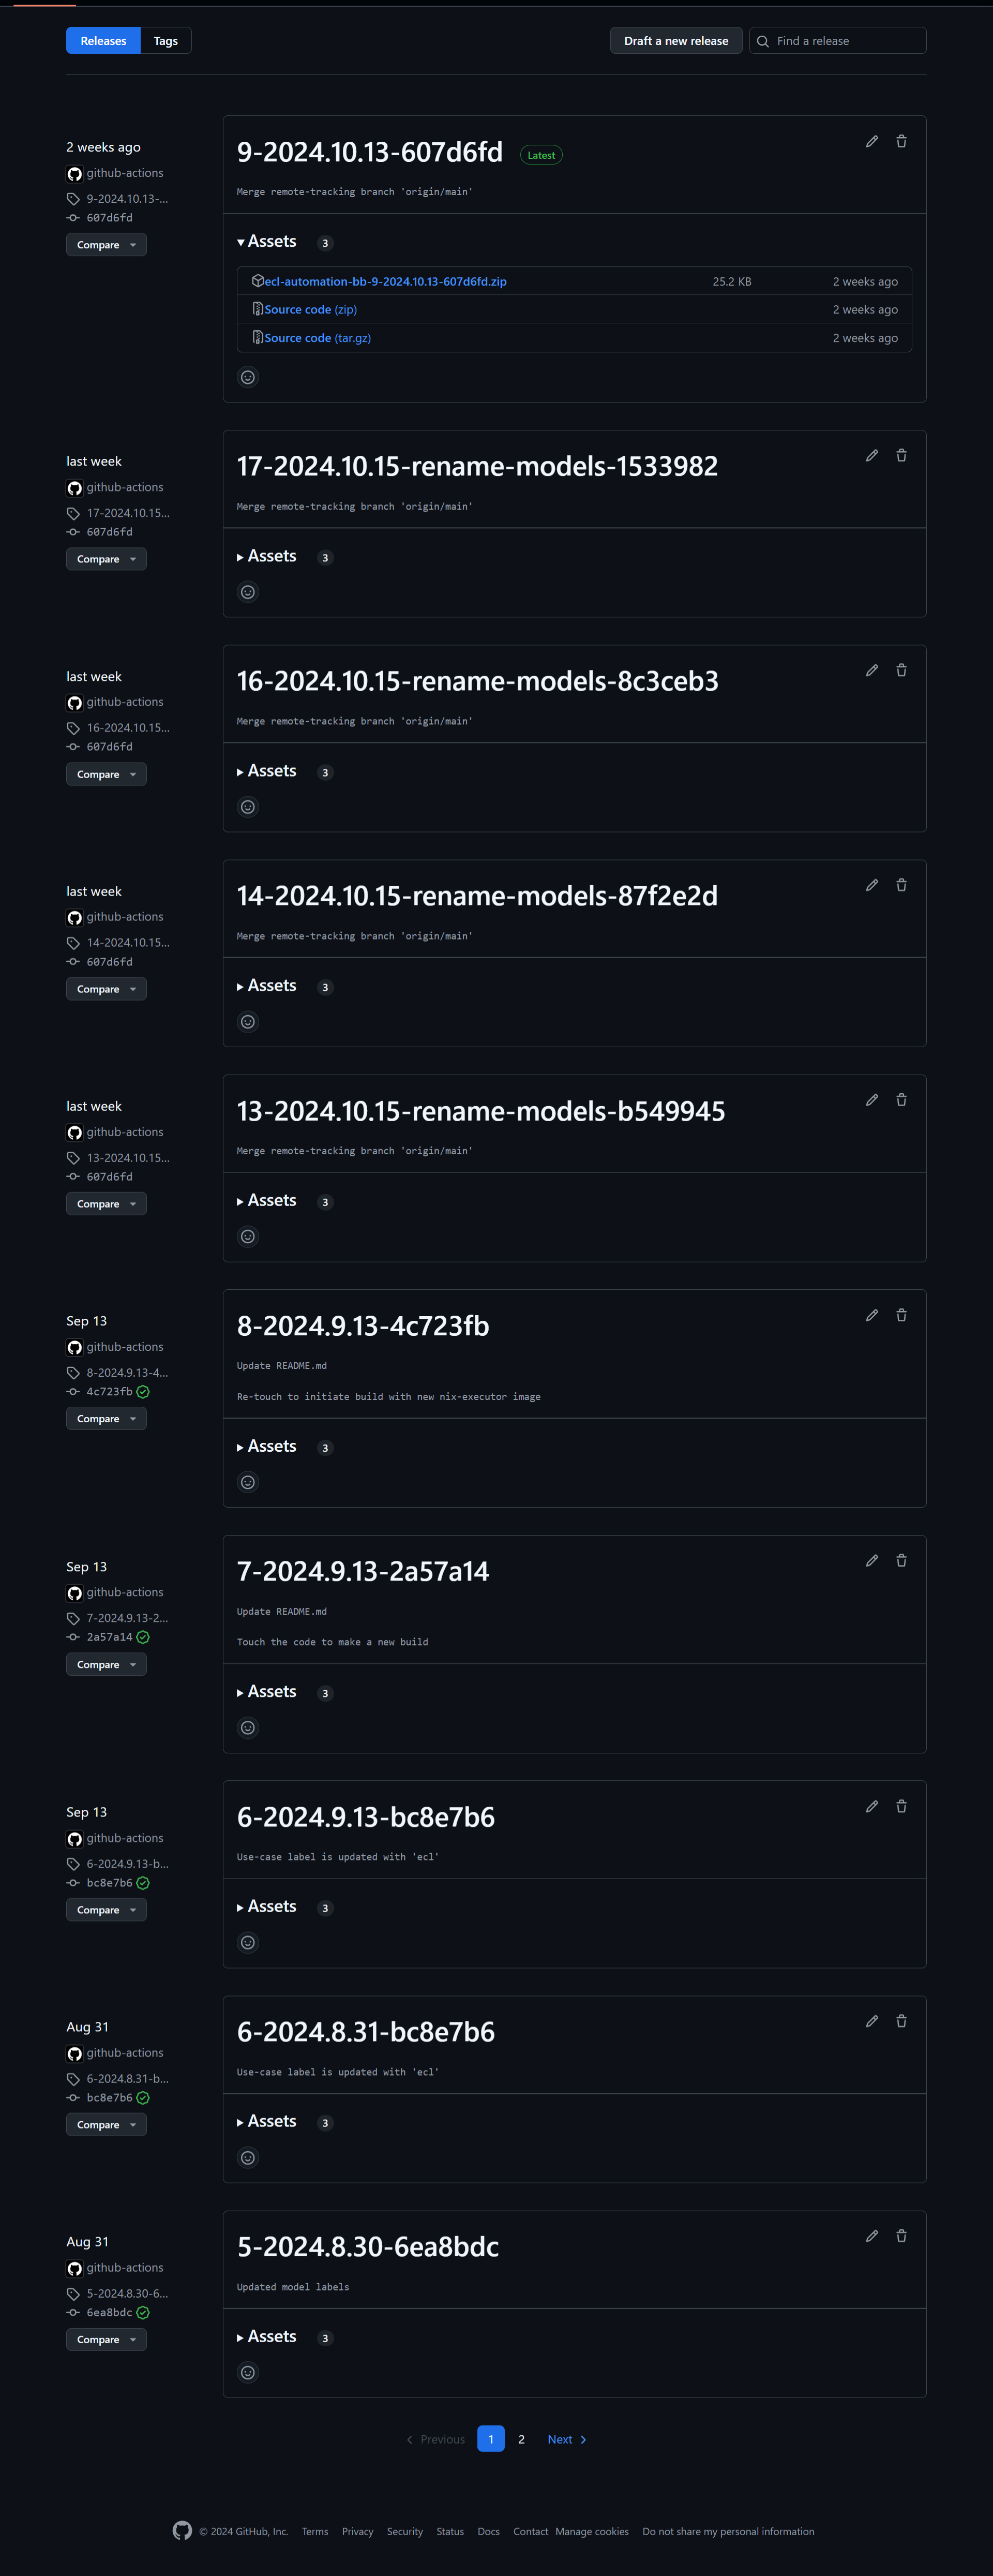 Releases Tags Draft a new release Find a release
2 weeks ago
github-actions
9-2024.10.13-...
607d6fd
Compare
9-2024.10.13-607d6fd Latest
Merge remote-tracking branch 'origin/main'
Assets 3
ecl-automation-bb-9-2024.10.13-607d6fd.zip 25.2 KB 2 weeks ago
Source code (zip) 2 weeks ago
Source code (tar.gz) 2 weeks ago
last week
github-actions
17-2024.10.15...
607d6fd
Compare
17-2024.10.15-rename-models-1533982
Merge remote-tracking branch 'origin/main'
Assets 3
last week
github-actions
16-2024.10.15...
607d6fd
Compare
16-2024.10.15-rename-models-8c3ceb3
Merge remote-tracking branch 'origin/main'
Assets 3
last week
github-actions
14-2024.10.15...
607d6fd
Compare
14-2024.10.15-rename-models-87f2e2d
Merge remote-tracking branch 'origin/main'
Assets 3
last week
github-actions
13-2024.10.15...
607d6fd
Compare
13-2024.10.15-rename-models-b549945
Merge remote-tracking branch 'origin/main'
Assets 3
Sep 13
github-actions
8-2024.9.13-4...
4c723fb
Compare
8-2024.9.13-4c723fb
Update README.md
Re-touch to initiate build with new nix-executor image
Assets 3
Sep 13
github-actions
7-2024.9.13-2...
2a57a14
Compare
7-2024.9.13-2a57a14
Update README.md
Touch the code to make a new build
Assets 3
Sep 13
github-actions
6-2024.9.13-b...
bc8e7b6
Compare
6-2024.9.13-bc8e7b6
Use-case label is updated with 'ecl'
Assets 3
Aug 31
github-actions
6-2024.8.31-b...
bc8e7b6
Compare
6-2024.8.31-bc8e7b6
Use-case label is updated with 'ecl'
Assets 3
Aug 31
github-actions
5-2024.8.30-6...
6ea8bdc
Compare
5-2024.8.30-6ea8bdc
Updated model labels
Assets 3
Previous 1 2 Next
© 2024 GitHub, Inc. Terms Privacy Security Status Docs Contact Manage cookies Do not share my personal information